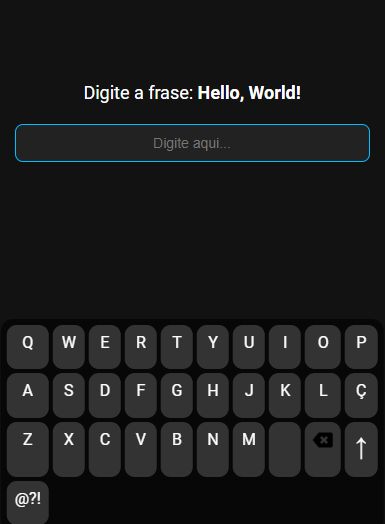 Digite a frase: Hello, World!
Digite aqui...
Q W E R T Y U I O P
A S D F G H J K L Ç
Z X C V B N M ↑
@?!